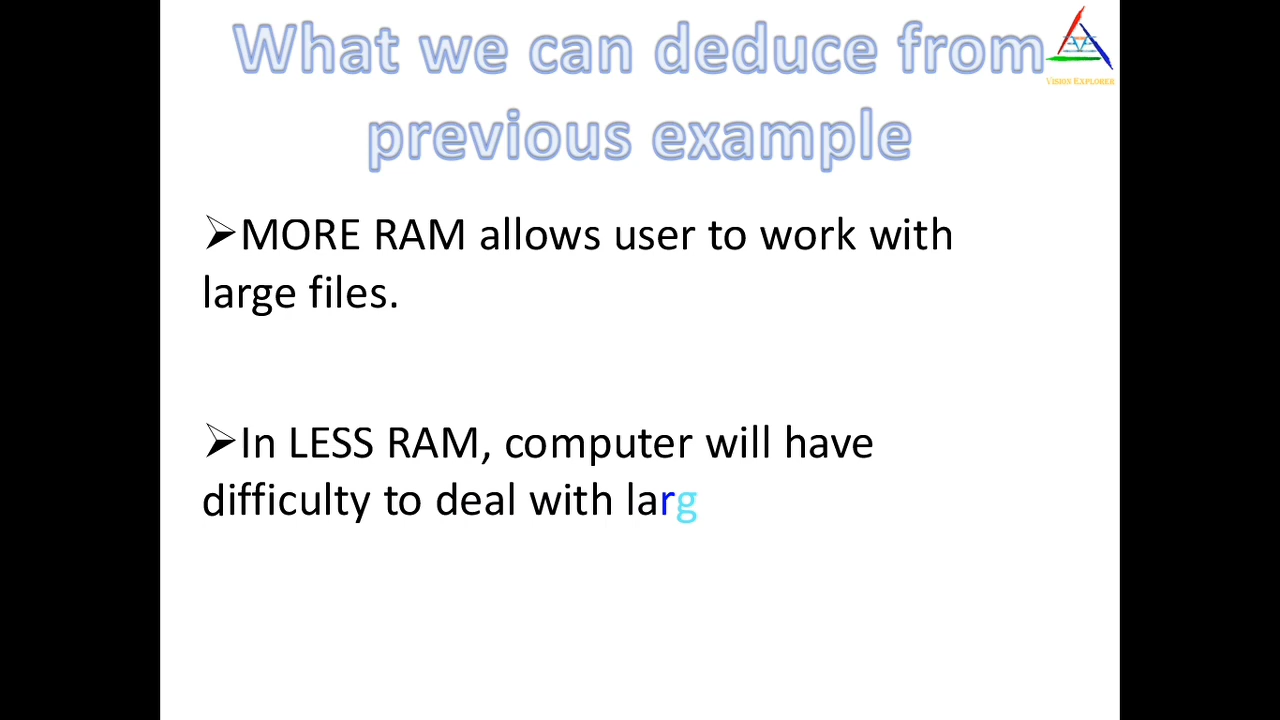 What we can deduce from
previous example
VISION EXPLORER
➢MORE RAM allows user to work with
large files.
➢In LESS RAM, computer will have
difficulty to deal with larg